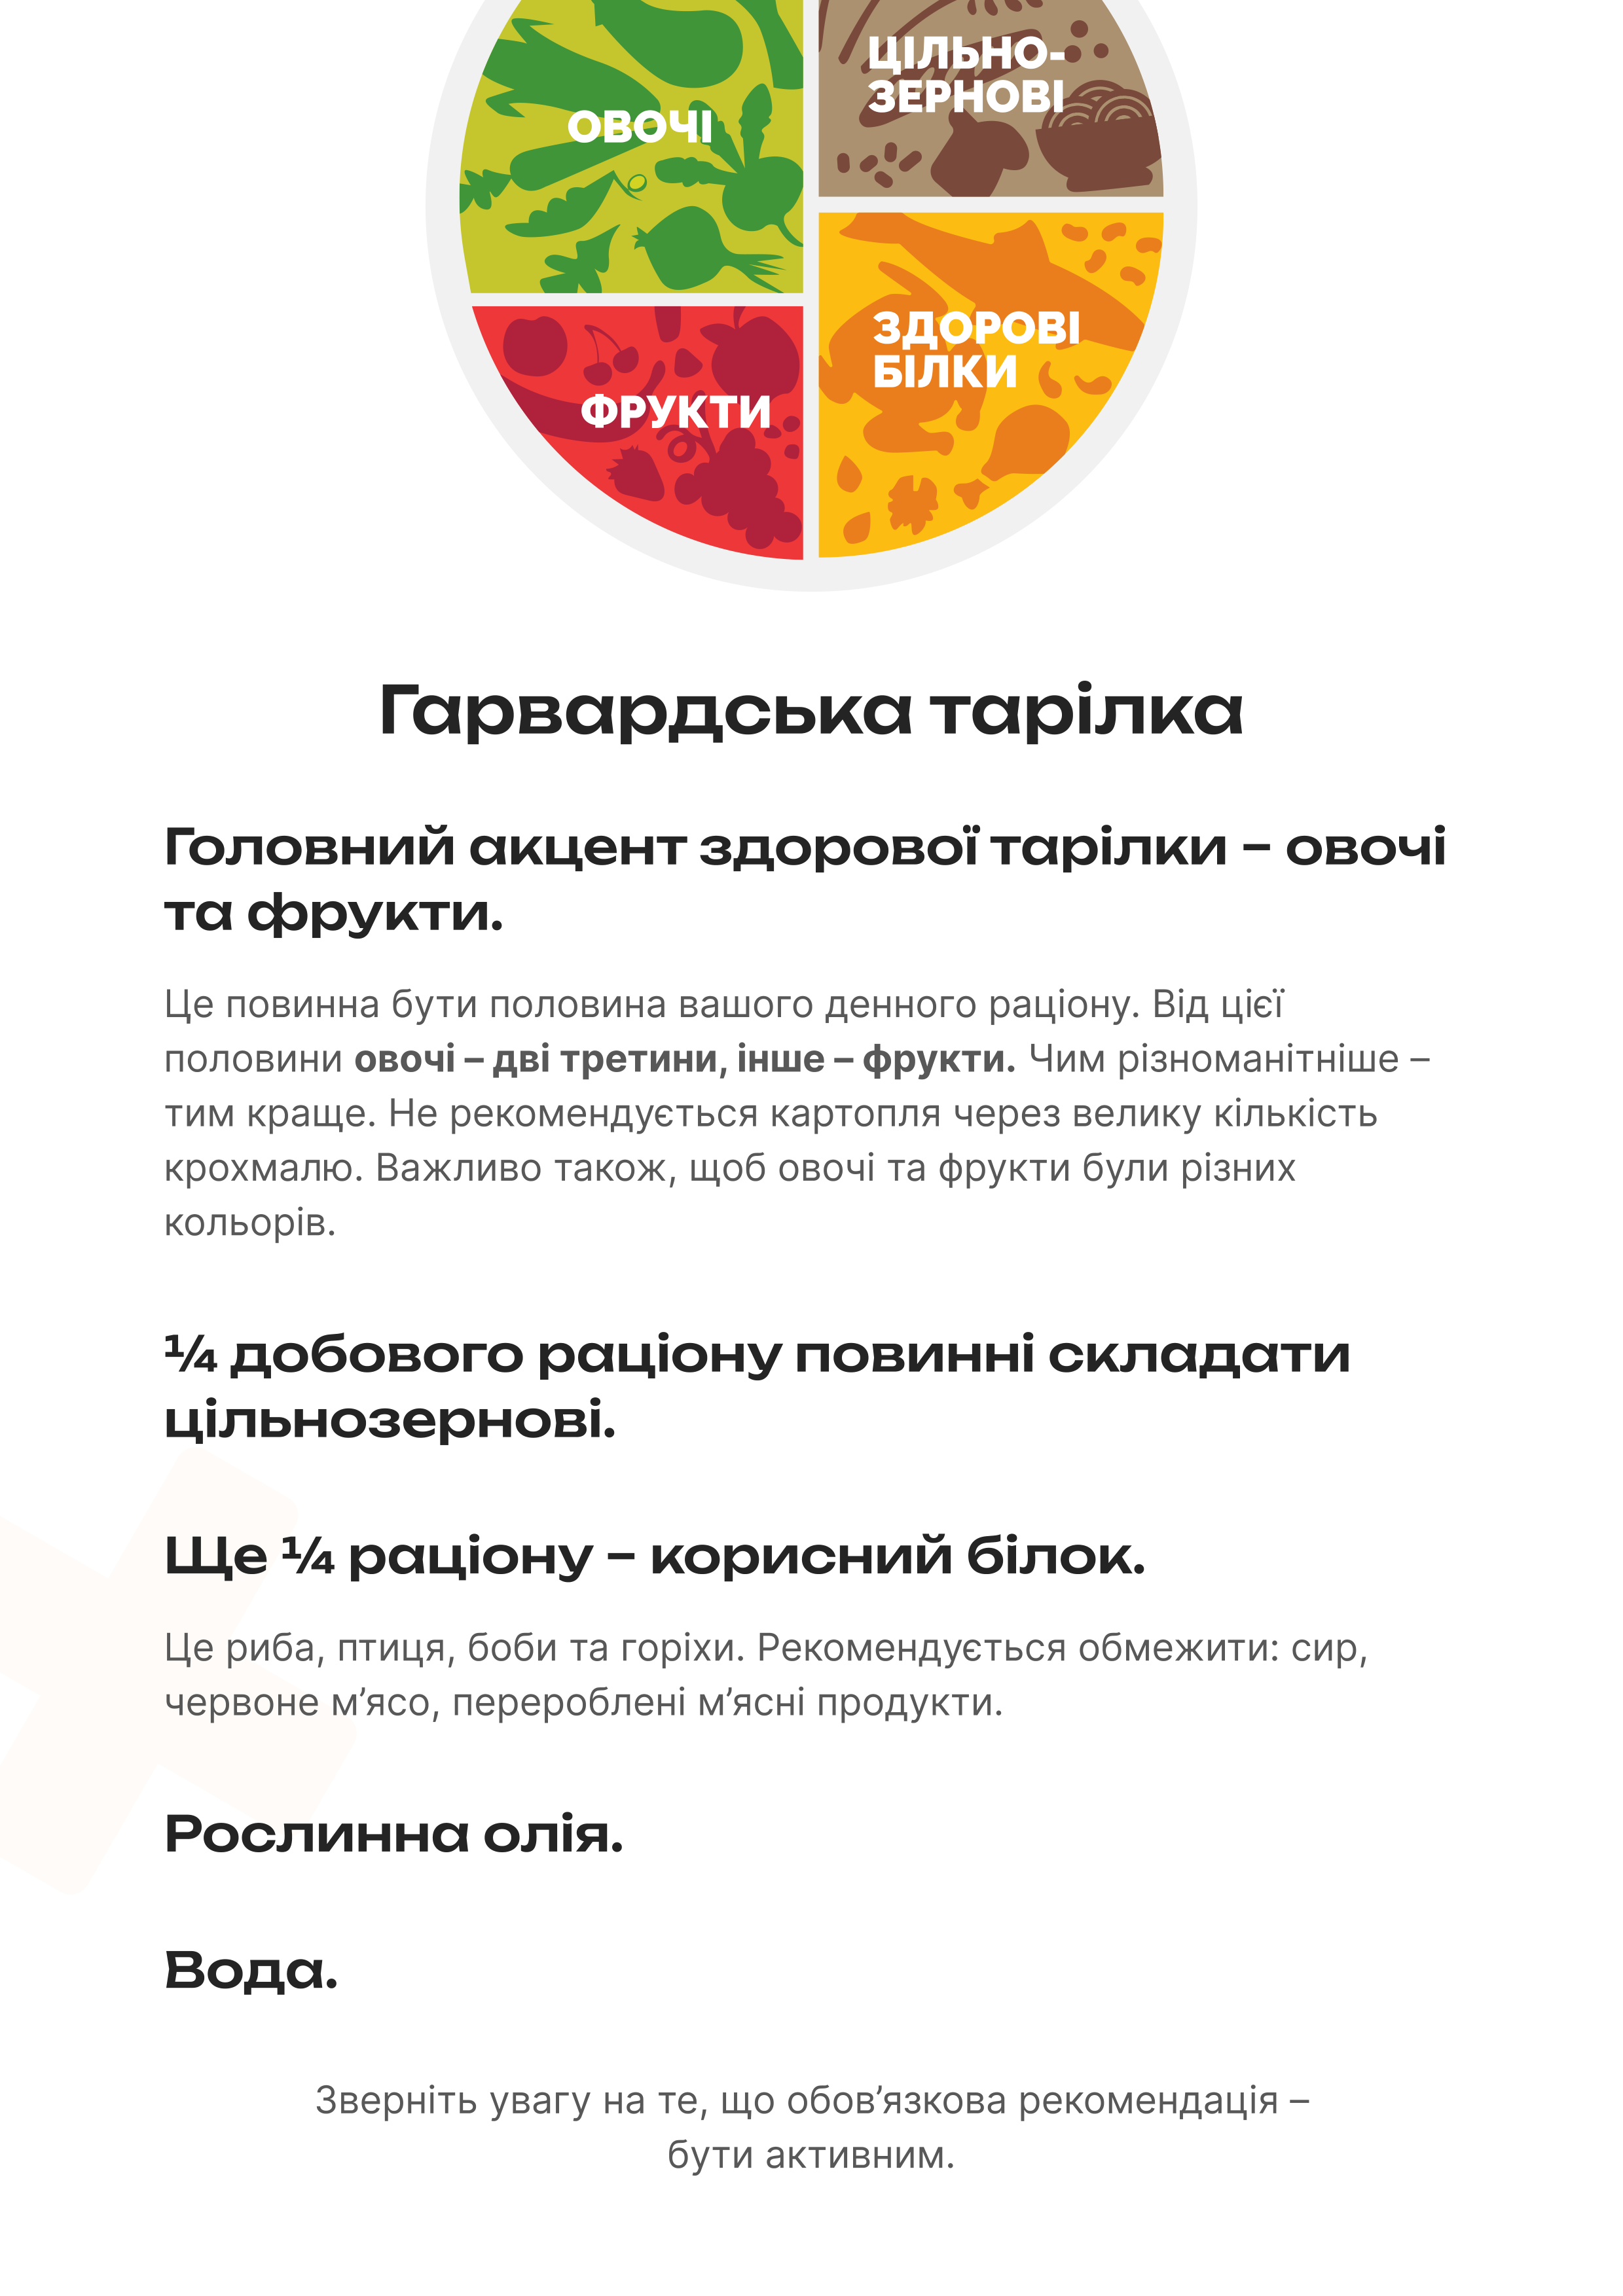 ОВОЧІ
ЦІЛЬНО-
ЗЕРНОВІ
ФРУКТИ
ЗДОРОВІ
БІЛКИ
Гарвардська тарілка
Головний акцент здорової тарілки – овочі
та фрукти.
Це повинна бути половина вашого денного раціону. Від цієї
половини овочі – дві третини, інше – фрукти. Чим різноманітніше –
тим краще. Не рекомендується картопля через велику кількість
крохмалю. Важливо також, щоб овочі та фрукти були різних
кольорів.
¼ добового раціону повинні складати
цільнозернові.
Ще ¼ раціону – корисний білок.
Це риба, птиця, боби та горіхи. Рекомендується обмежити: сир,
червоне м’ясо, перероблені м’ясні продукти.
Рослинна олія.
Вода.
Зверніть увагу на те, що обов’язкова рекомендація –
бути активним.